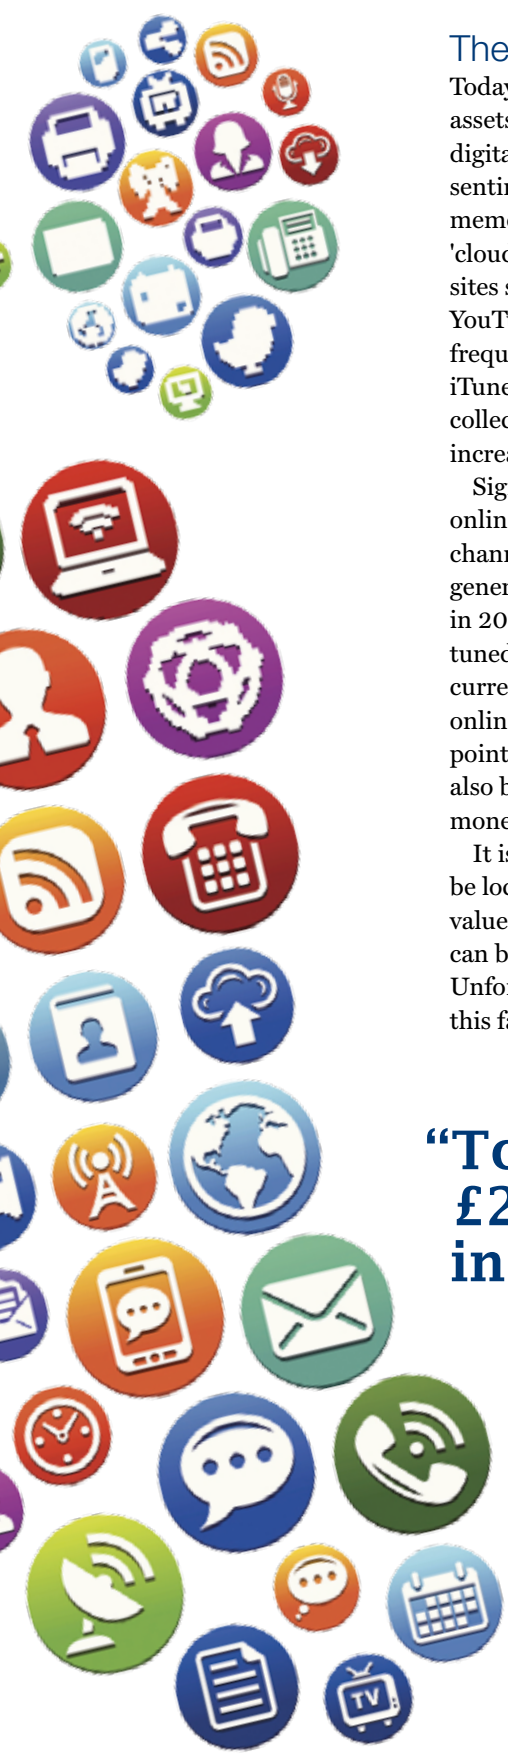 The
Today
assets
digita
sentin
memo
'cloud
sites s
YouT
frequ
iTune
collec
increa
Sig
onlin
chann
gener
in 20
tuned
curre
onlin
point
also b
mone
It is
be loc
value
can b
Unfor
this fa
“To
£2
in
TV